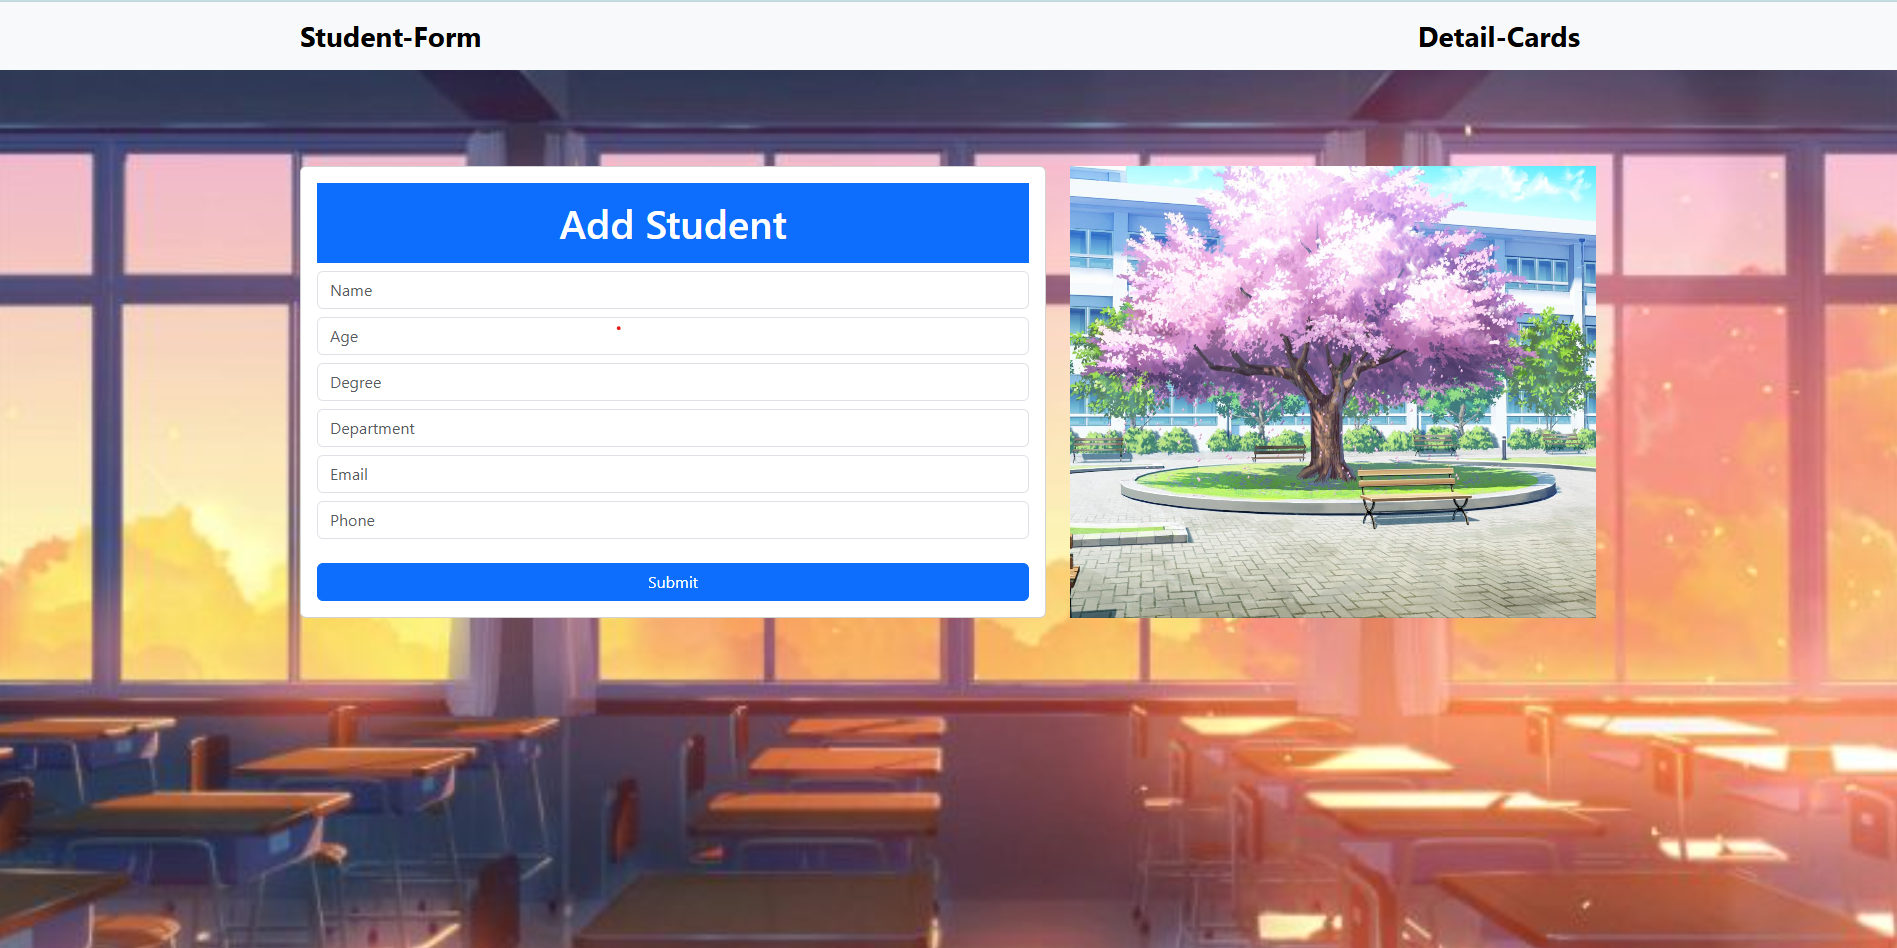 Student-Form
Detail-Cards
Add Student
Name
Age
Degree
Department
Email
Phone
Submit